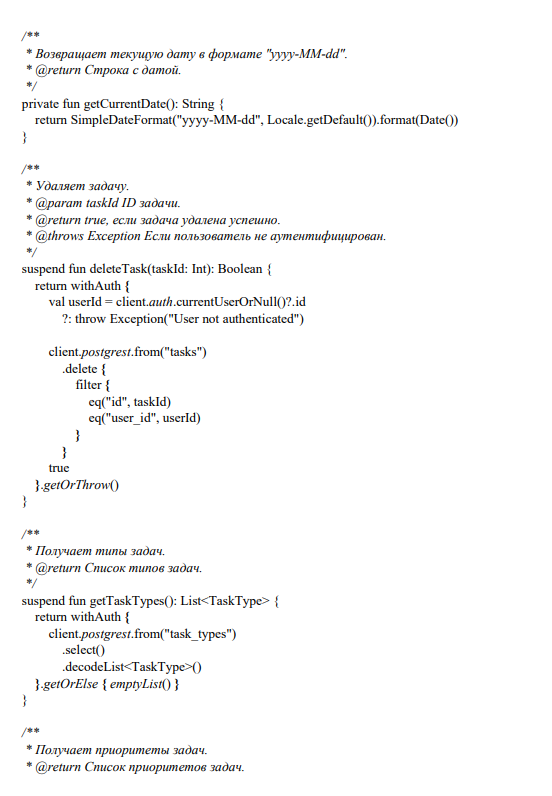 /**
 * Возвращает текущую дату в формате "yyyy-MM-dd".
 * @return Строка с датой.
 */
private fun getCurrentDate(): String {
    return SimpleDateFormat("yyyy-MM-dd", Locale.getDefault()).format(Date())
}

/**
 * Удаляет задачу.
 * @param taskId ID задачи.
 * @return true, если задача удалена успешно.
 * @throws Exception Если пользователь не аутентифицирован.
 */
suspend fun deleteTask(taskId: Int): Boolean {
    return withAuth {
        val userId = client.auth.currentUserOrNull()?.id
            ?: throw Exception("User not authenticated")

        client.postgrest.from("tasks")
            .delete {
                filter {
                    eq("id", taskId)
                    eq("user_id", userId)
                }
            }
        true
    }.getOrThrow()
}

/**
 * Получает типы задач.
 * @return Список типов задач.
 */
suspend fun getTaskTypes(): List<TaskType> {
    return withAuth {
        client.postgrest.from("task_types")
            .select()
            .decodeList<TaskType>()
    }.getOrElse { emptyList() }
}

/**
 * Получает приоритеты задач.
 * @return Список приоритетов задач.